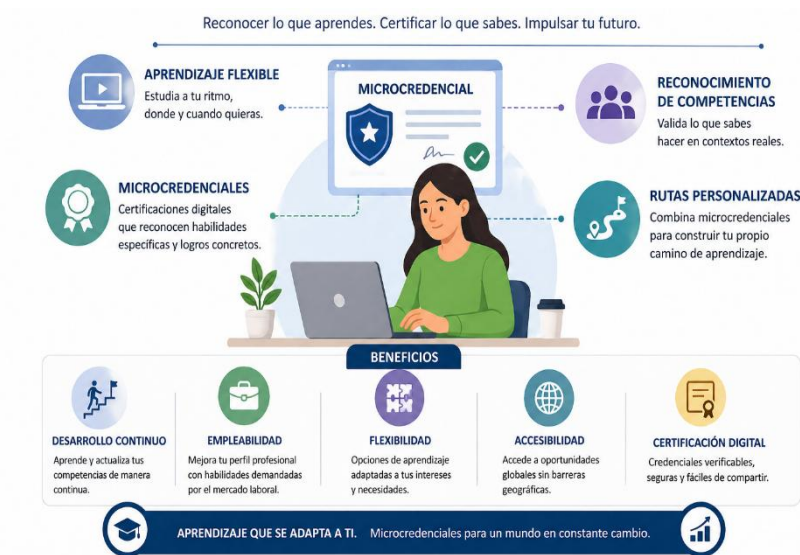 Reconocer lo que aprendes. Certificar lo que sabes. Impulsar tu futuro.
APRENDIZAJE FLEXIBLE
Estudia a tu ritmo,
donde y cuando quieras.
MICROCREDENCIAL
RECONOCIMIENTO
DE COMPETENCIAS
Valida lo que sabes
hacer en contextos reales.
MICROCREDENCIALES
Certificaciones digitales
que reconocen habilidades
específicas y logros concretos.
RUTAS PERSONALIZADAS
Combina microcredenciales
para construir tu propio
camino de aprendizaje.
BENEFICIOS
DESARROLLO CONTINUO
Aprende y actualiza tus
competencias de manera
continua.
EMPLEABILIDAD
Mejora tu perfil profesional
con habilidades demandadas
por el mercado laboral.
FLEXIBILIDAD
Opciones de aprendizaje
adaptadas a tus intereses
y necesidades.
ACCESIBILIDAD
Accede a oportunidades
globales sin barreras
geográficas.
CERTIFICACIÓN DIGITAL
Credenciales verificables,
seguras y fáciles de compartir.
APRENDIZAJE QUE SE ADAPTA A TI. Microcredenciales para un mundo en constante cambio.